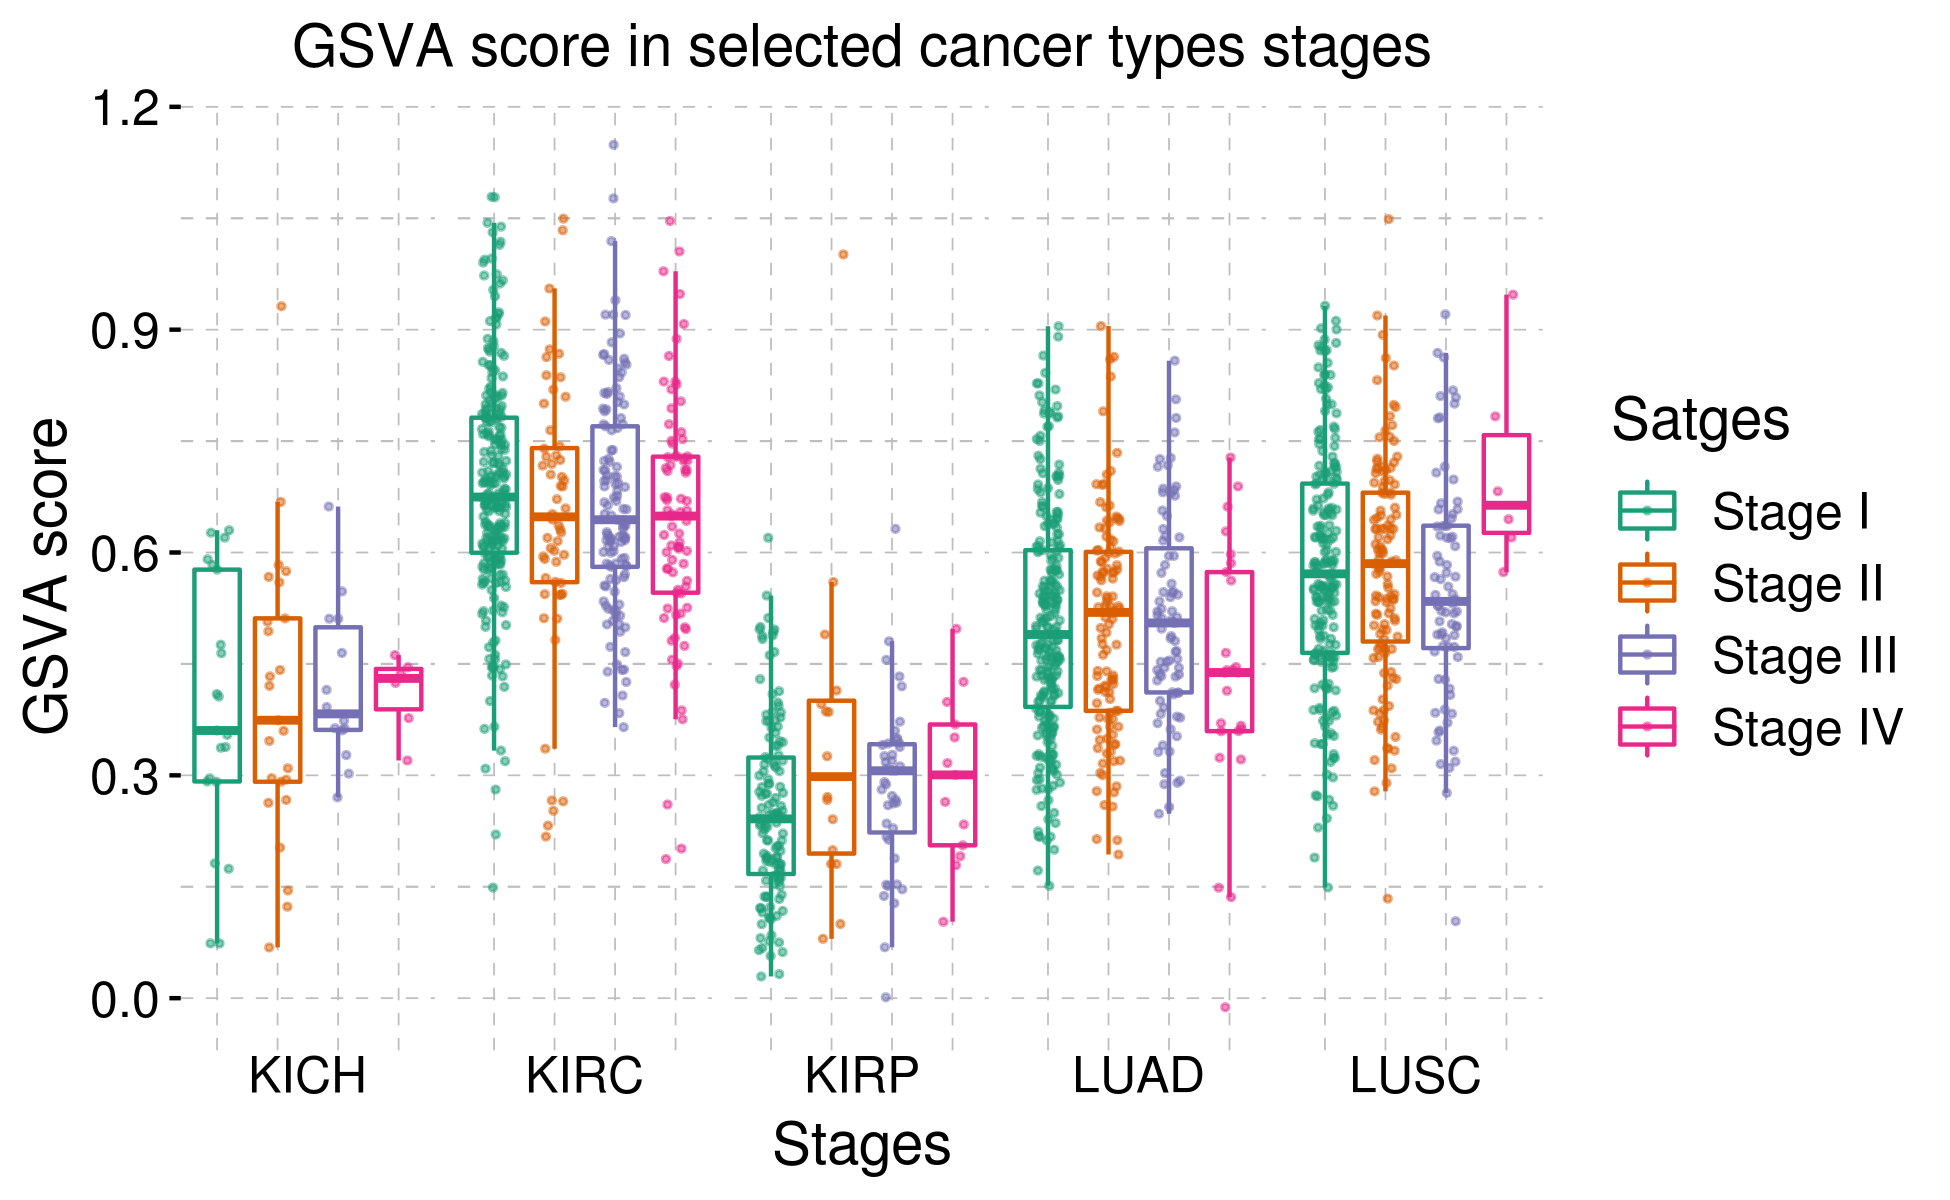 GSVA score in selected cancer types stages
GSVA score
1.2
0.9
0.6
0.3
0.0
KICH KIRC KIRP LUAD LUSC
Stages
Satges
Stage I
Stage II
Stage III
Stage IV